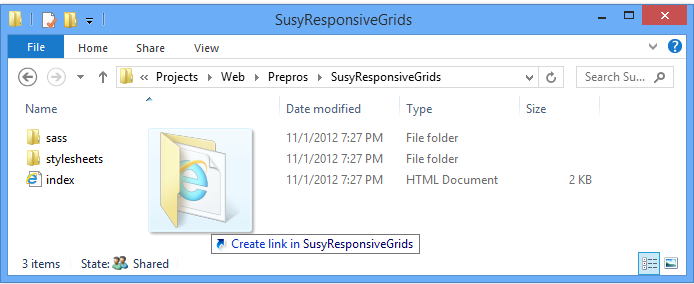 SusyResponsiveGrids
File Home Share View
« Projects Web Prepros SusyResponsiveGrids Search Su...
Name Date modified Type Size
sass 11/1/2012 7:27 PM File folder
stylesheets 11/1/2012 7:27 PM File folder
index 11/1/2012 7:27 PM HTML Document 2 KB
Create link in SusyResponsiveGrids
3 items State: Shared